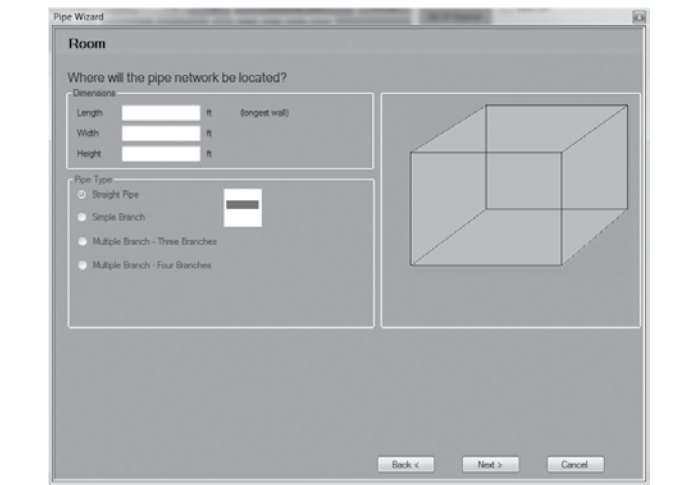 Pipe Wizard
Room
Where will the pipe network be located?
Dimensions
Length ft (longest wall)
Width ft
Height ft
Pipe Type
Straight Pipe
Simple Branch
Multiple Branch - Three Branches
Multiple Branch - Four Branches
Back < Next > Cancel